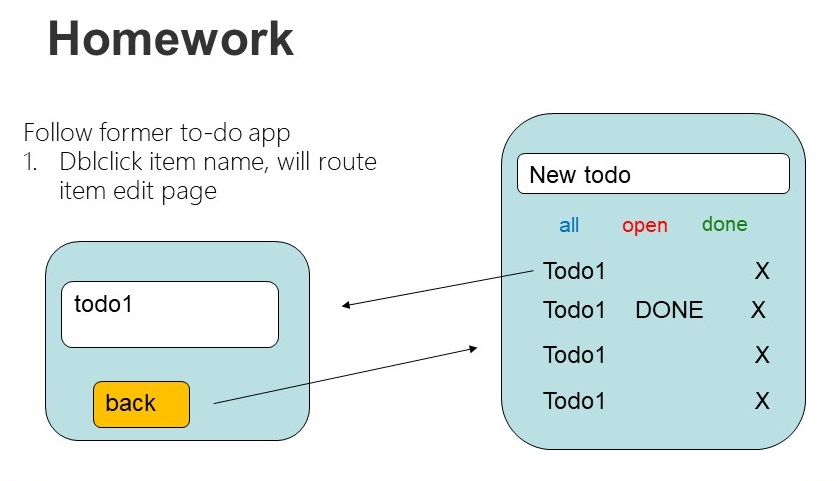 Homework
Follow former to-do app
1. Dblclick item name, will route
item edit page
todo1
back
New todo
all open done
Todo1 X
Todo1 DONE X
Todo1 X
Todo1 X